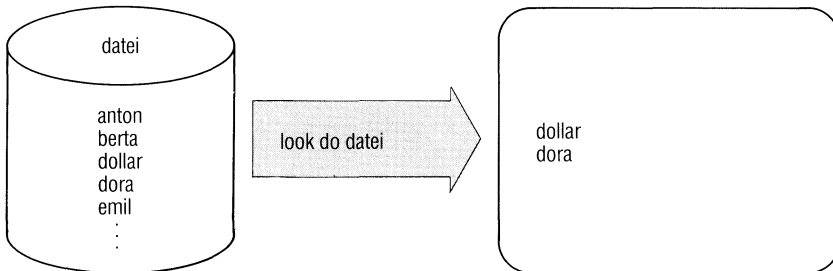 datei
anton
berta
dollar
dora
emil
.
.
.
look do datei
dollar
dora